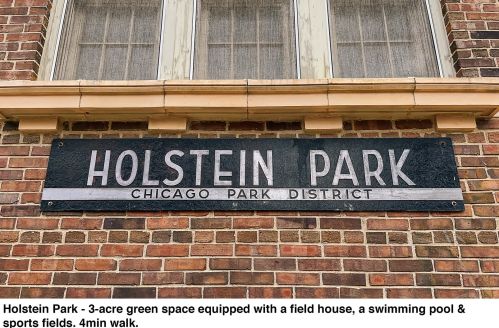 HOLSTEIN PARK
CHICAGO PARK DISTRICT
Holstein Park - 3-acre green space equipped with a field house, a swimming pool &
sports fields. 4min walk.